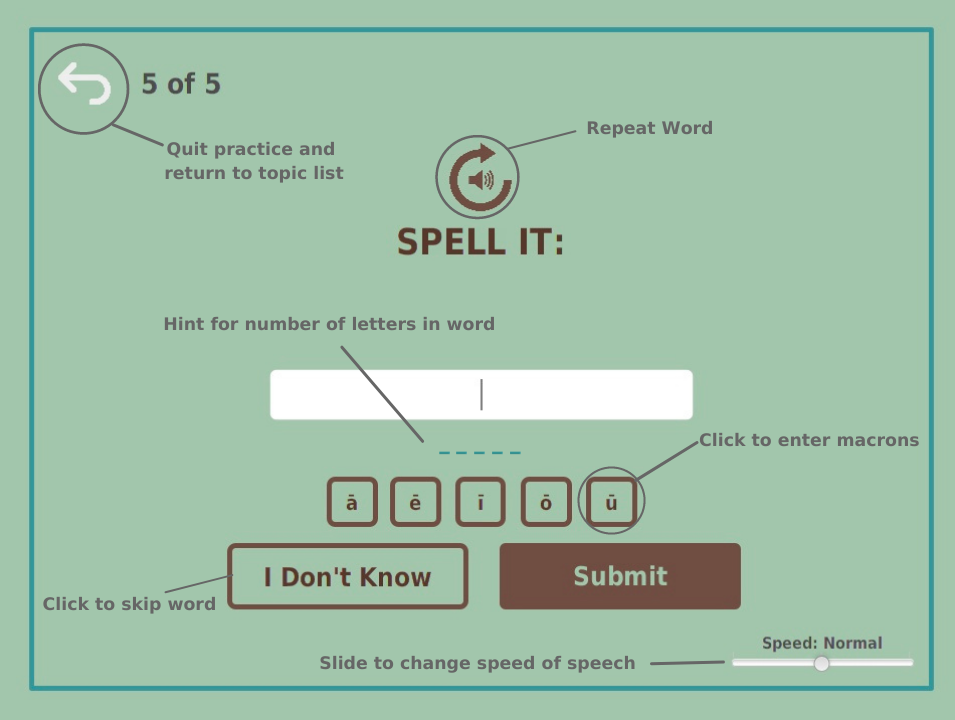 5 of 5
Repeat Word
Quit practice and
return to topic list
SPELL IT:
Hint for number of letters in word
Click to enter macrons
ā ē ī ō ū
I Don't Know
Submit
Click to skip word
Speed: Normal
Slide to change speed of speech